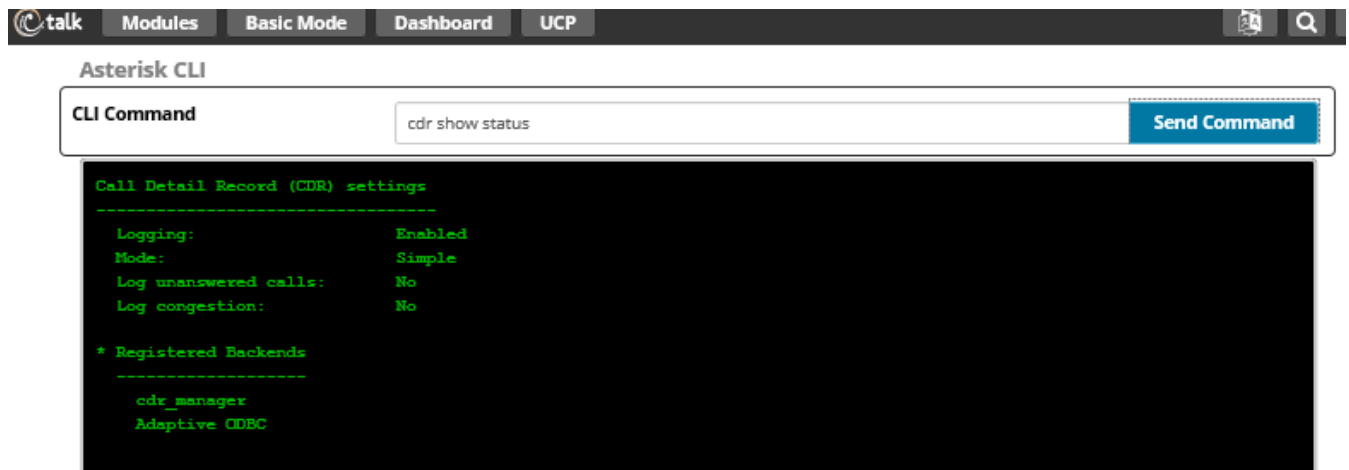 talk Modules Basic Mode Dashboard UCP
Asterisk CLI
CLI Command cdr show status Send Command
Call Detail Record (CDR) settings
----------------------------------
Logging: Enabled
Mode: Simple
Log unanswered calls: No
Log congestion: No
* Registered Backends
-------------------
cdr_manager
Adaptive ODBC